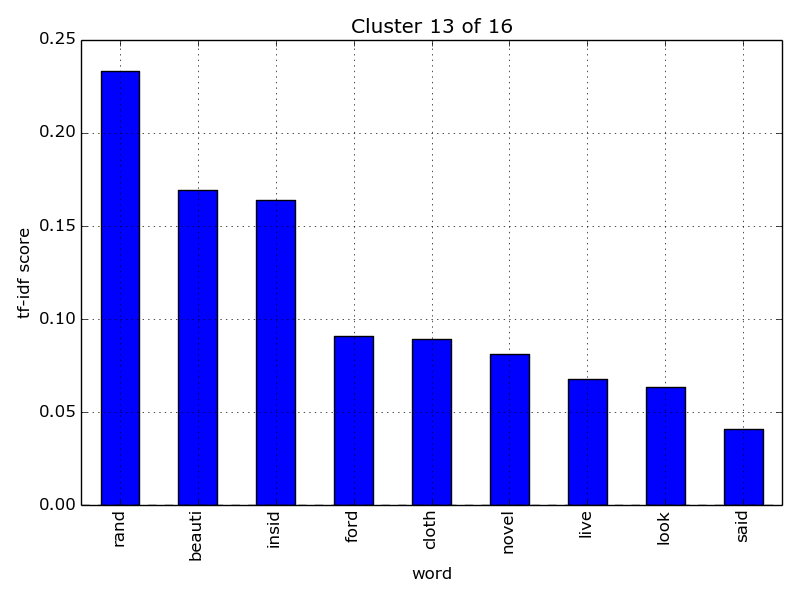 Cluster 13 of 16
0.25
0.20
0.15
0.10
0.05
0.00
tf-idf score
rand
beauti
insid
ford
cloth
novel
live
look
said
word